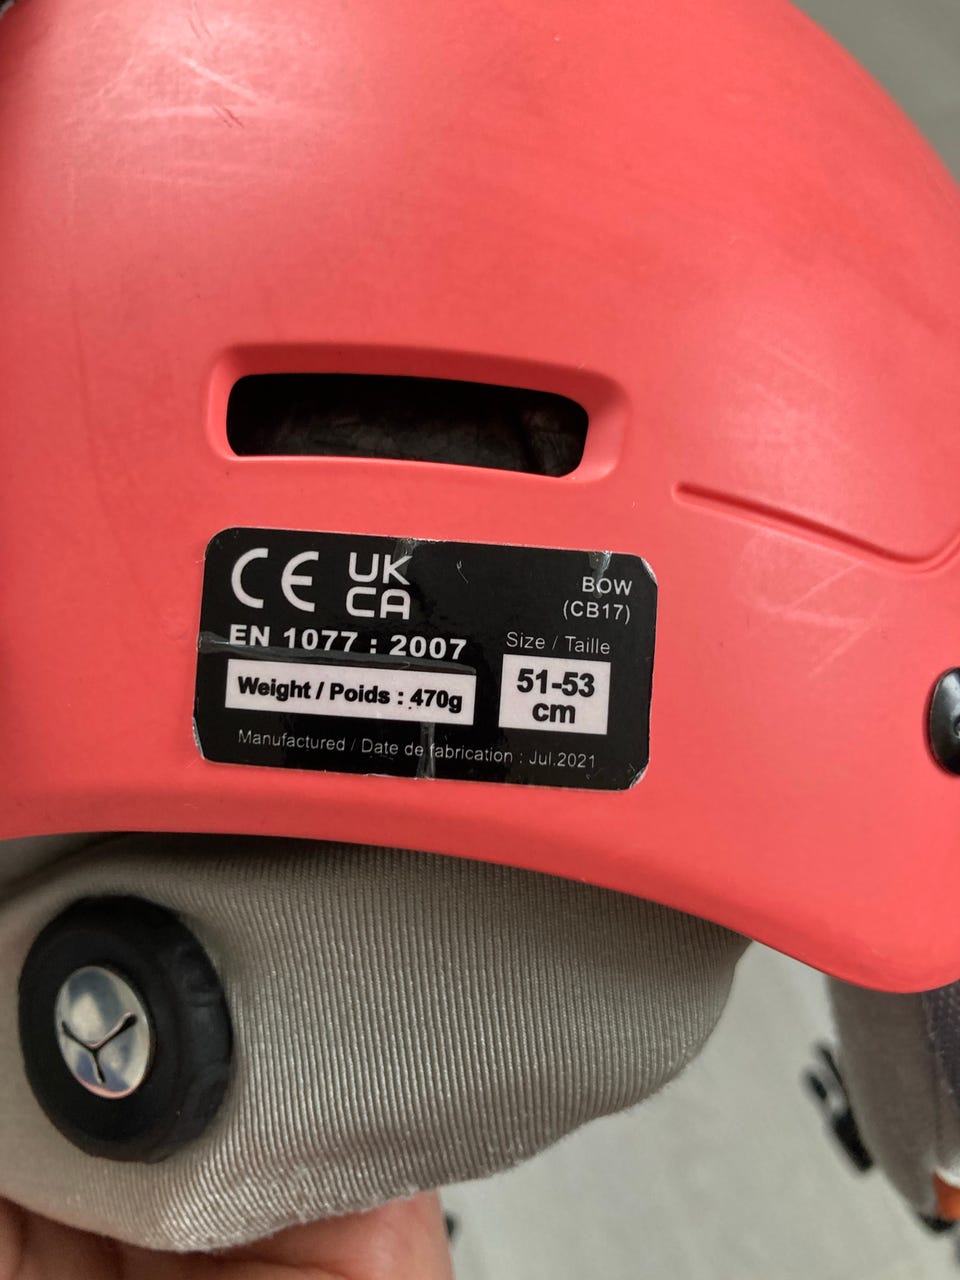 CE UK
CA
BOW
(CB17)
EN 1077 : 2007
Size / Taille
Weight / Poids : 470g
51-53
cm
Manufactured / Date de fabrication : Jul.2021